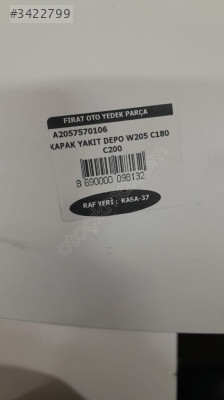 #3422799
FIRAT OTO YEDEK PARÇA
A2057570106
KAPAK YAKIT DEPO W205 C180
C200
8 690000 098132
RAF YERİ : KASA-37